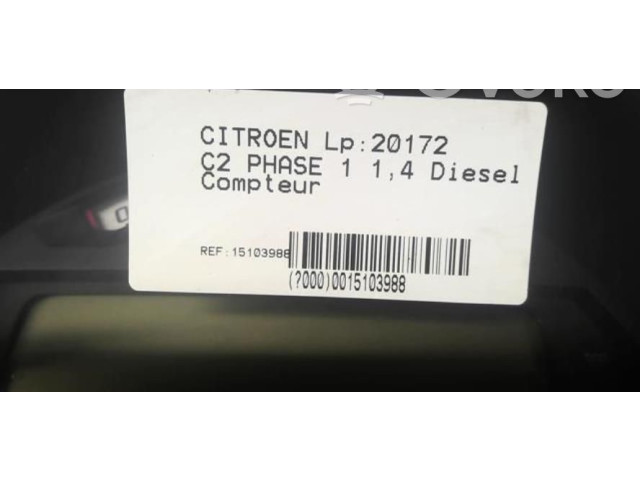 CITROEN Lp:20172
C2 PHASE 1 1,4 Diesel
Compteur
REF:15103988
(?000)0015103988